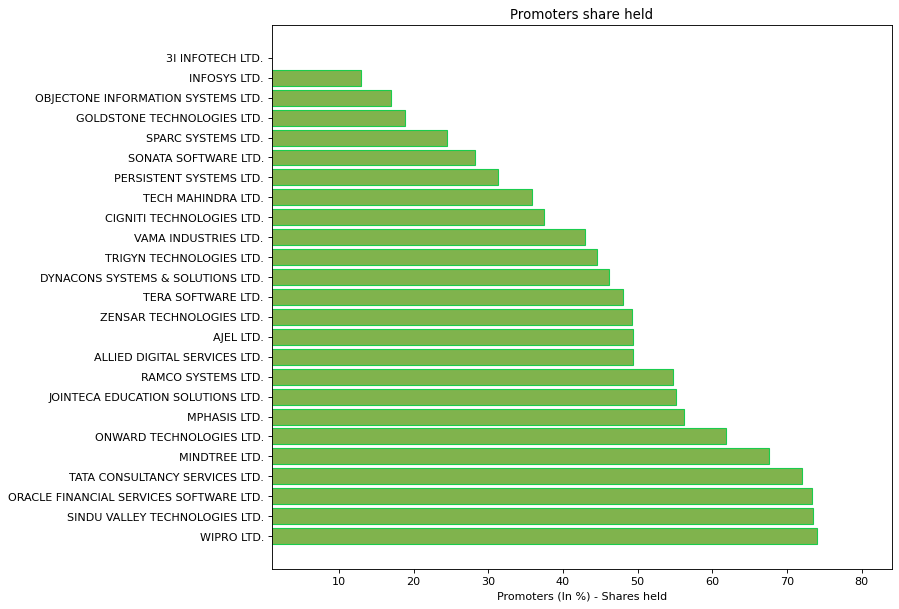 Promoters share held
3I INFOTECH LTD.
INFOSYS LTD.
OBJECTONE INFORMATION SYSTEMS LTD.
GOLDSTONE TECHNOLOGIES LTD.
SPARC SYSTEMS LTD.
SONATA SOFTWARE LTD.
PERSISTENT SYSTEMS LTD.
TECH MAHINDRA LTD.
CIGNITI TECHNOLOGIES LTD.
VAMA INDUSTRIES LTD.
TRIGYN TECHNOLOGIES LTD.
DYNACONS SYSTEMS & SOLUTIONS LTD.
TERA SOFTWARE LTD.
ZENSAR TECHNOLOGIES LTD.
AJEL LTD.
ALLIED DIGITAL SERVICES LTD.
RAMCO SYSTEMS LTD.
JOINTECA EDUCATION SOLUTIONS LTD.
MPHASIS LTD.
ONWARD TECHNOLOGIES LTD.
MINDTREE LTD.
TATA CONSULTANCY SERVICES LTD.
ORACLE FINANCIAL SERVICES SOFTWARE LTD.
SINDU VALLEY TECHNOLOGIES LTD.
WIPRO LTD.
10 20 30 40 50 60 70 80
Promoters (In %) - Shares held